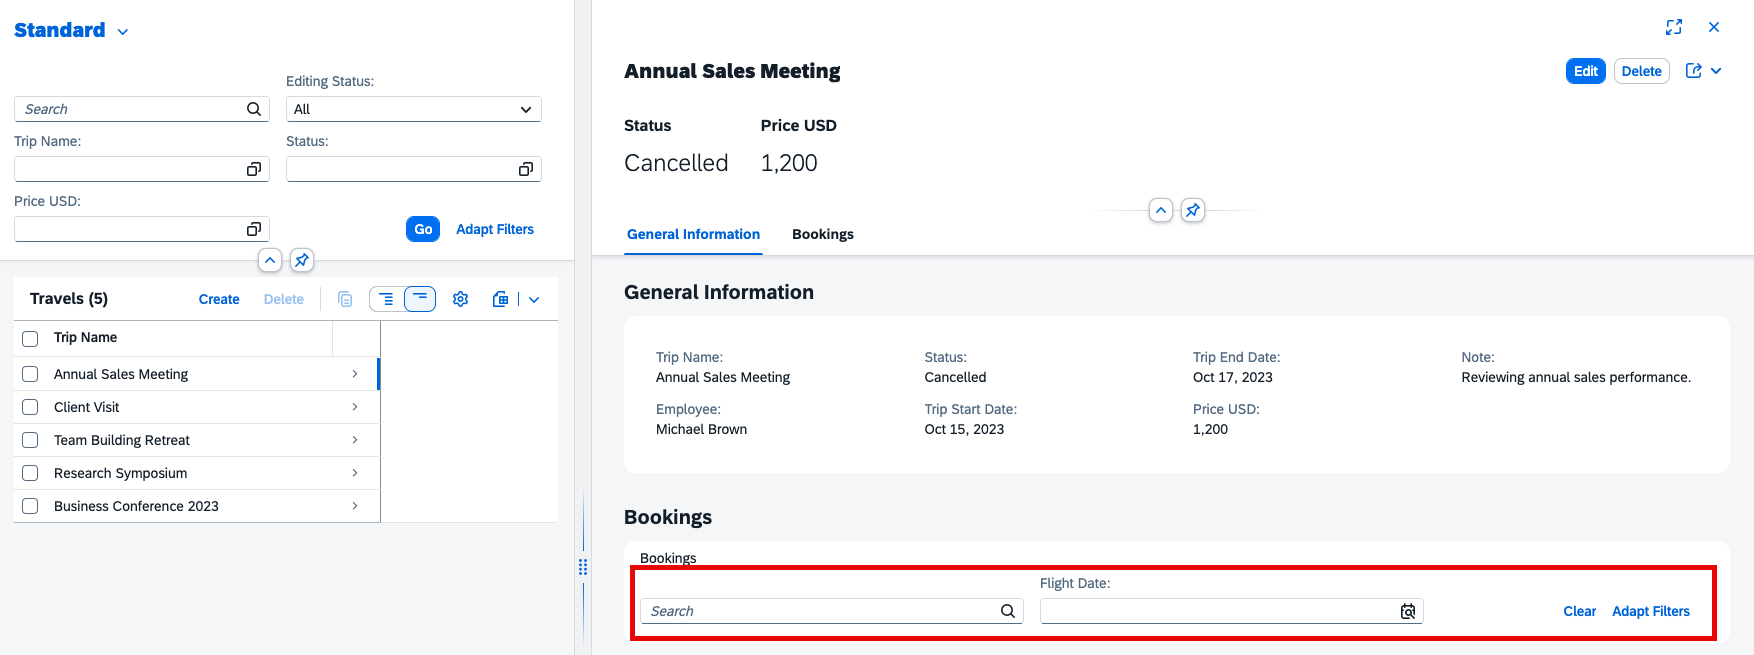 Standard
Editing Status:
Search
All
Trip Name:
Status:
Price USD:
Go
Adapt Filters
Travels (5)
Create
Delete
Trip Name
Annual Sales Meeting
Client Visit
Team Building Retreat
Research Symposium
Business Conference 2023
Annual Sales Meeting
Edit
Delete
Status
Price USD
Cancelled
1,200
General Information
Bookings
General Information
Trip Name:
Annual Sales Meeting
Status:
Cancelled
Trip End Date:
Oct 17, 2023
Note:
Reviewing annual sales performance.
Employee:
Michael Brown
Trip Start Date:
Oct 15, 2023
Price USD:
1,200
Bookings
Bookings
Flight Date:
Search
Clear
Adapt Filters